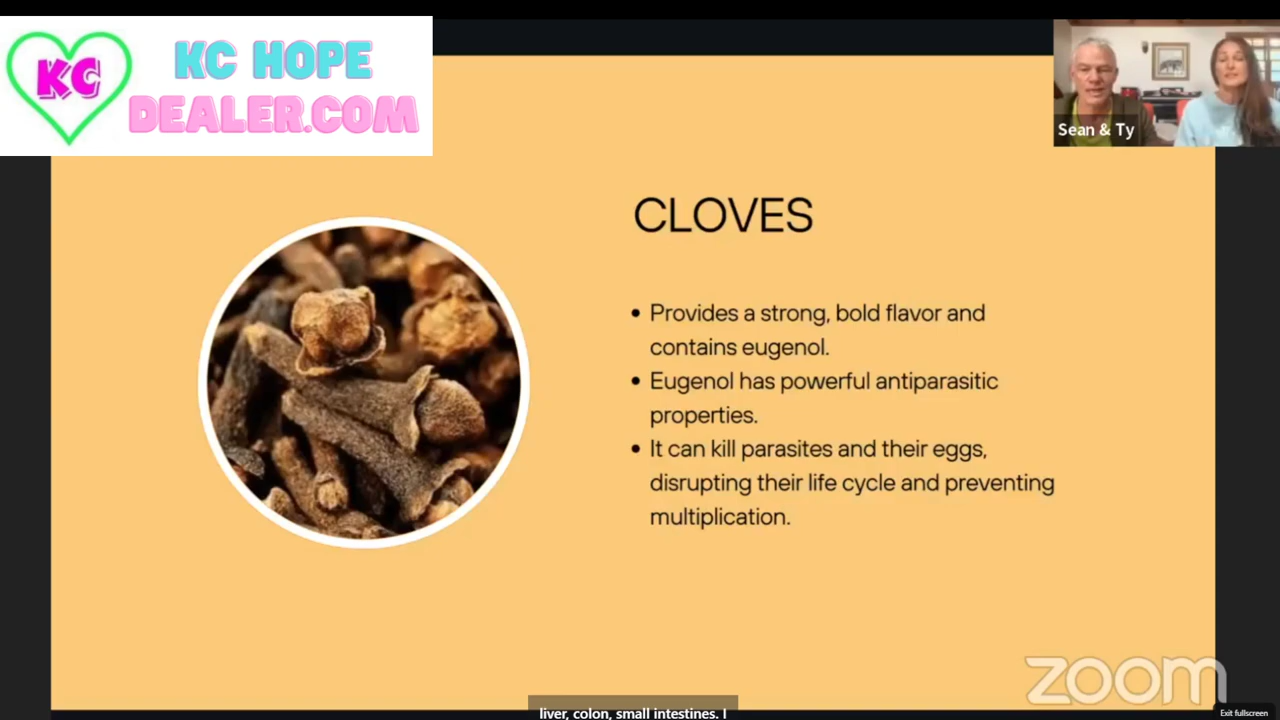 KC
KC HOPE
DEALER.COM
Sean & Ty
CLOVES
• Provides a strong, bold flavor and
contains eugenol.
• Eugenol has powerful antiparasitic
properties.
• It can kill parasites and their eggs,
disrupting their life cycle and preventing
multiplication.
zoom
liver, colon, small intestines. I
Exit fullscreen